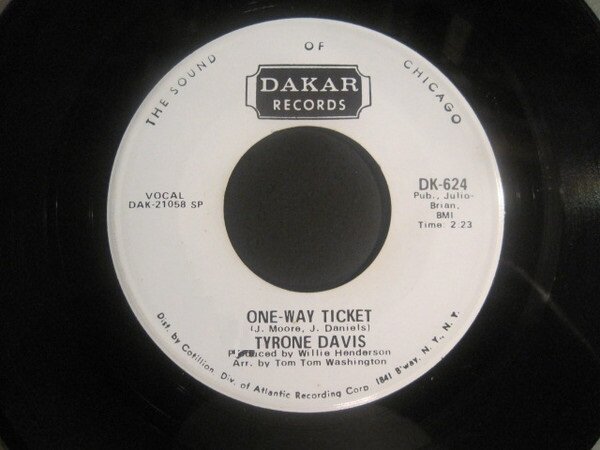 THE SOUND OF CHICAGO
DAKAR
RECORDS
VOCAL
DAK-21058 SP
DK-624
Pub., Julio-
Brian,
BMI
Time: 2:23
ONE-WAY TICKET
(J. Moore, J. Daniels)
TYRONE DAVIS
Produced by Willie Henderson
Arr. by Tom Tom Washington
Dist. by Cotillion, Div. of Atlantic Recording Corp. 1841 B'way, N. Y., N. Y.